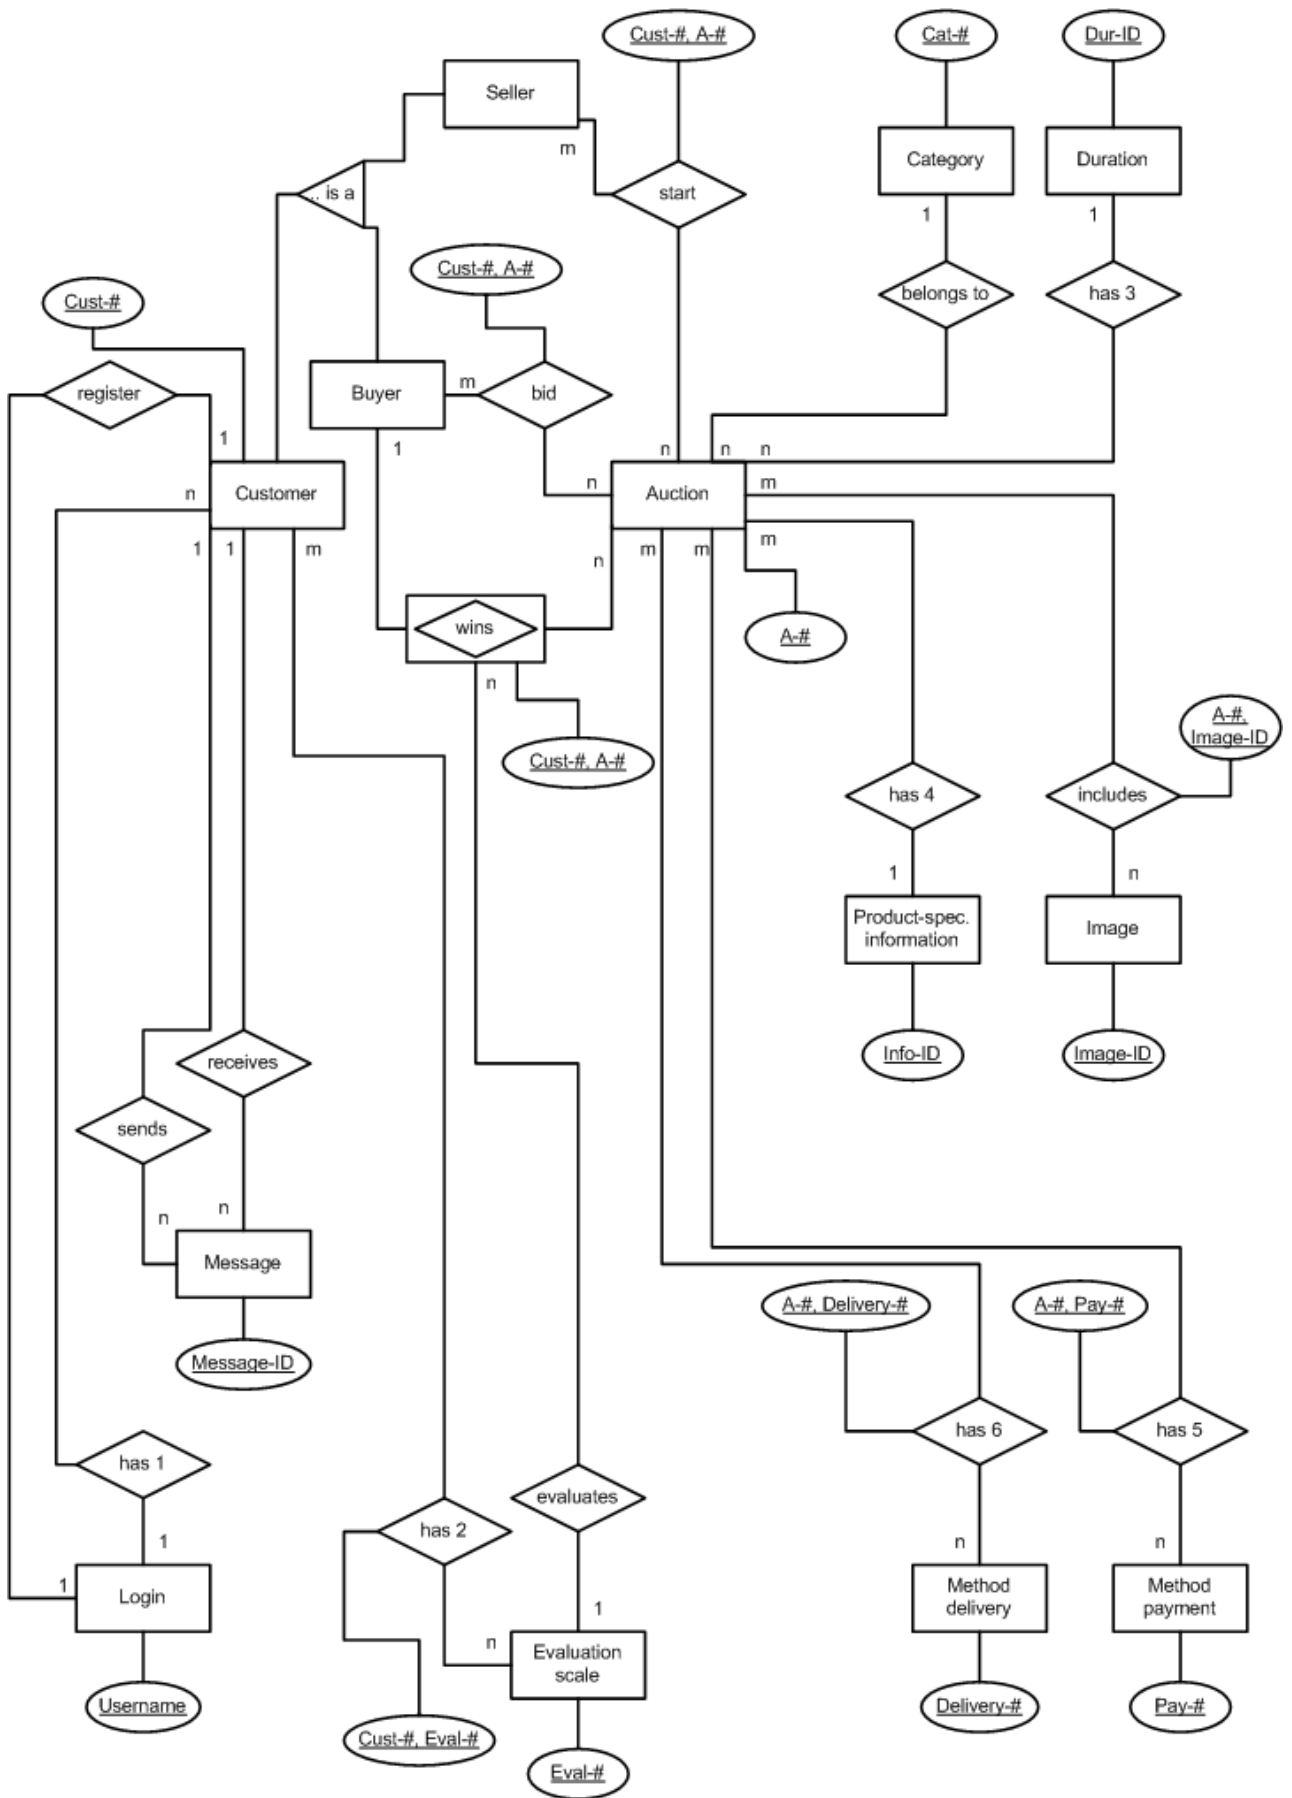 Cust-#, A-#
Cat-#
Dur-ID
Seller
m
Category
Duration
.. is a
start
1
1
Cust-#, A-#
Cust-#
belongs to
has 3
register
Buyer
m
bid
1
1
n
n
n
n
Customer
n
Auction
m
1
1
m
n
m
m
m
wins
A-#
n
A-#,
Image-ID
Cust-#, A-#
has 4
includes
1
n
Product-spec.
information
Image
receives
Info-ID
Image-ID
sends
n
n
Message
A-#, Delivery-#
A-#, Pay-#
Message-ID
has 6
has 5
has 1
evaluates
has 2
1
n
n
1
Login
1
Method
delivery
Method
payment
n
Evaluation
scale
Username
Delivery-#
Pay-#
Cust-#, Eval-#
Eval-#